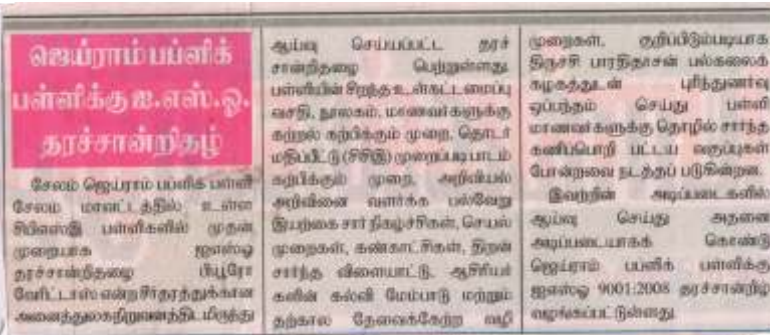 ஜெய்ராம் பப்ளிக்
பள்ளிக்கு ஐ.எஸ்.ஓ.
தரச்சான்றிதழ்
சேலம் ஜெய்ராம் பப்ளிக் பள்ளி
சேலம் மாவட்டத்தில் உள்ள
சிபிஎஸ்இ பள்ளிகளில் முதன்
முறையாக ஐஎஸ்ஓ
தரச்சான்றிதழை பியூரோ
வேரிட்டாஸ் என்ற சீர்தரத்துக்கான
அனைத்துலக நிறுவனத்திடமிருந்து
ஆய்வு செய்யப்பட்ட தரச்
சான்றிதழை பெற்றுள்ளது.
பள்ளியின் சிறந்த உள்கட்டமைப்பு
வசதி, நூலகம், மாணவர்களுக்கு
கற்றல் கற்பிக்கும் முறை, தொடர்
மதிப்பீட்டு (சிசிஇ) முறைப்படி பாடம்
கற்பிக்கும் முறை, அறிவியல்
அறிவினை வளர்க்க பல்வேறு
இயற்கை சார் நிகழ்ச்சிகள், செயல்
முறைகள், கண்காட்சிகள், திறன்
சார்ந்த விளையாட்டு, ஆசிரியர்
களின் கல்வி மேம்பாடு மற்றும்
தற்கால தேவைக்கேற்ற வழி
முறைகள், குறிப்பிடும்படியாக
திருச்சி பாரதிதாசன் பல்கலைக்
கழகத்துடன் புரிந்துணர்வு
ஒப்பந்தம் செய்து பள்ளி
மாணவர்களுக்கு தொழில் சார்ந்த
கணிப்பொறி பட்டய வகுப்புகள்
போன்றவை நடத்தப் படுகின்றன.
இவற்றின் அடிப்படைகளில்
ஆய்வு செய்து அதனை
அடிப்படையாகக் கொண்டு
ஜெய்ராம் பப்ளிக் பள்ளிக்கு
ஐஎஸ்ஓ 9001:2008 தரச்சான்றிழ்
வழங்கப்பட்டுள்ளது.